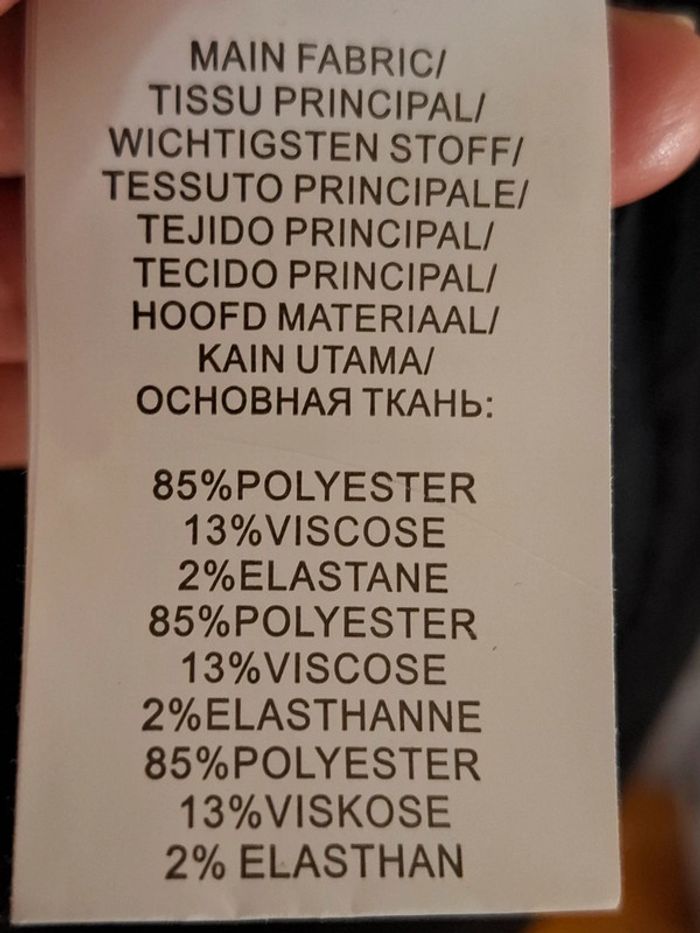 MAIN FABRIC/
TISSU PRINCIPAL/
WICHTIGSTEN STOFF/
TESSUTO PRINCIPALE/
TEJIDO PRINCIPAL/
TECIDO PRINCIPAL/
HOOFD MATERIAAL/
KAIN UTAMA/
ОСНОВНАЯ ТКАНЬ:
85%POLYESTER
13%VISCOSE
2%ELASTANE
85%POLYESTER
13%VISCOSE
2%ELASTHANNE
85%POLYESTER
13%VISKOSE
2% ELASTHAN